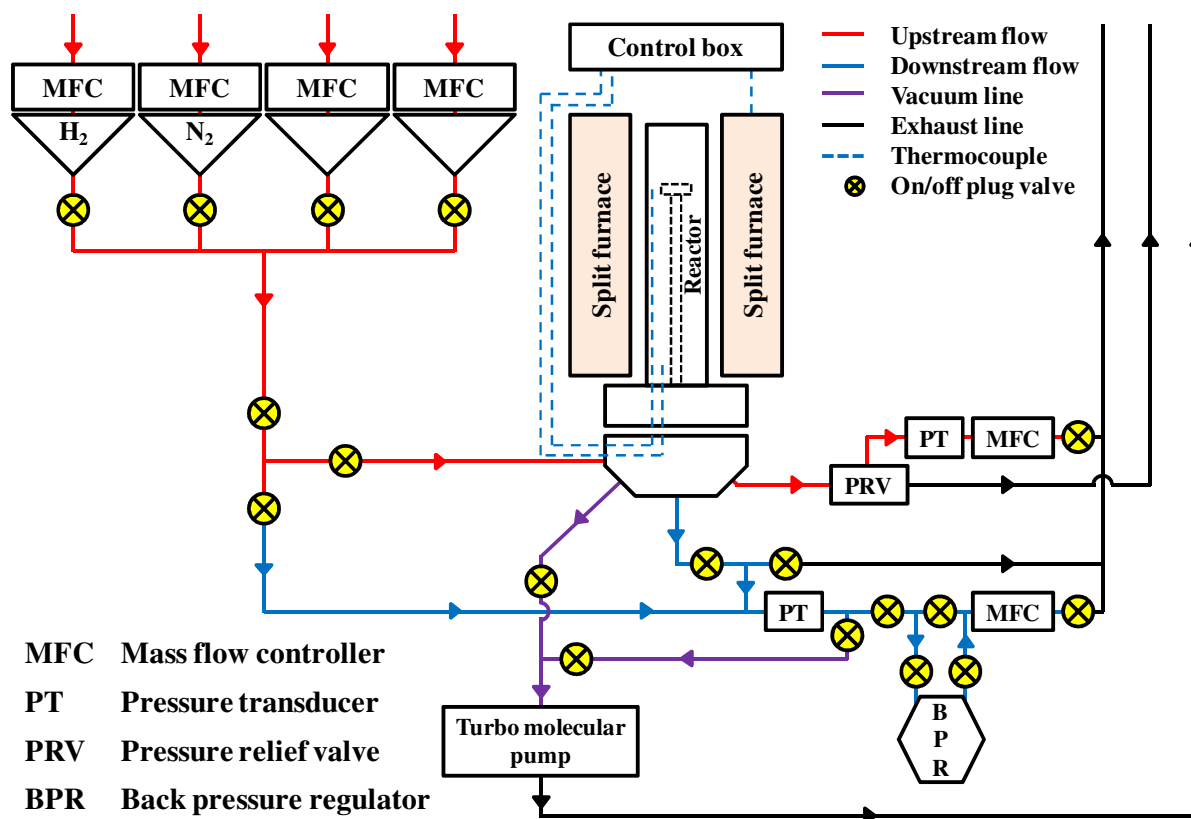 MFC
MFC
MFC
MFC
H2
N2
Control box
Split furnace
Reactor
Split furnace
Upstream flow
Downstream flow
Vacuum line
Exhaust line
Thermocouple
On/off plug valve
PT
MFC
PRV
PT
MFC
B
P
R
Turbo molecular
pump
MFC Mass flow controller
PT Pressure transducer
PRV Pressure relief valve
BPR Back pressure regulator